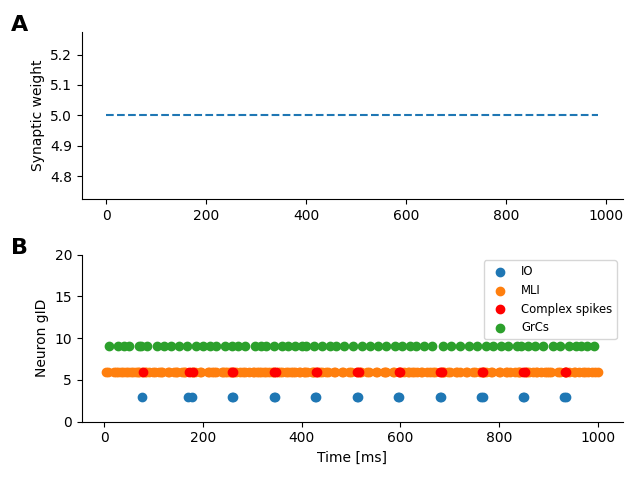 A
5.2
5.1
5.0
4.9
4.8
Synaptic weight
0 200 400 600 800 1000
B
20
15
10
5
0
Neuron gID
IO
MLI
Complex spikes
GrCs
0 200 400 600 800 1000
Time [ms]